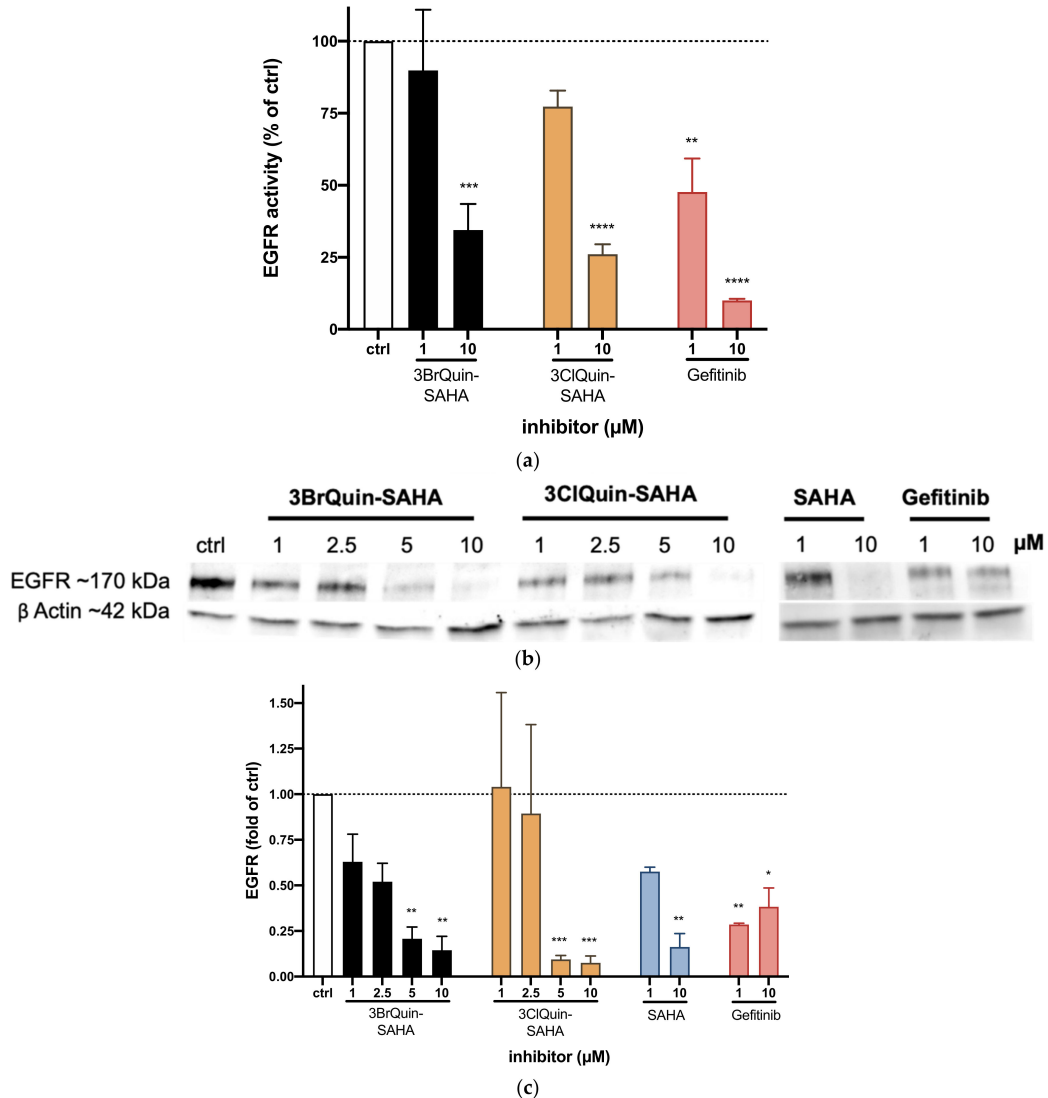 100
75
50
25
0
EGFR activity (% of ctrl)
***
****
**
****
ctrl 1 10 1 10 1 10
3BrQuin-
SAHA
3ClQuin-
SAHA
Gefitinib
inhibitor (µM)
(a)
3BrQuin-SAHA 3ClQuin-SAHA SAHA Gefitinib
ctrl 1 2.5 5 10 1 2.5 5 10 1 10 1 10 µM
EGFR ~170 kDa
β Actin ~42 kDa
(b)
1.50
1.25
1.00
0.75
0.50
0.25
0.00
EGFR (fold of ctrl)
**
**
***
***
**
**
*
ctrl 1 2.5 5 10 1 2.5 5 10 1 10 1 10
3BrQuin-
SAHA
3ClQuin-
SAHA
SAHA
Gefitinib
inhibitor (µM)
(c)